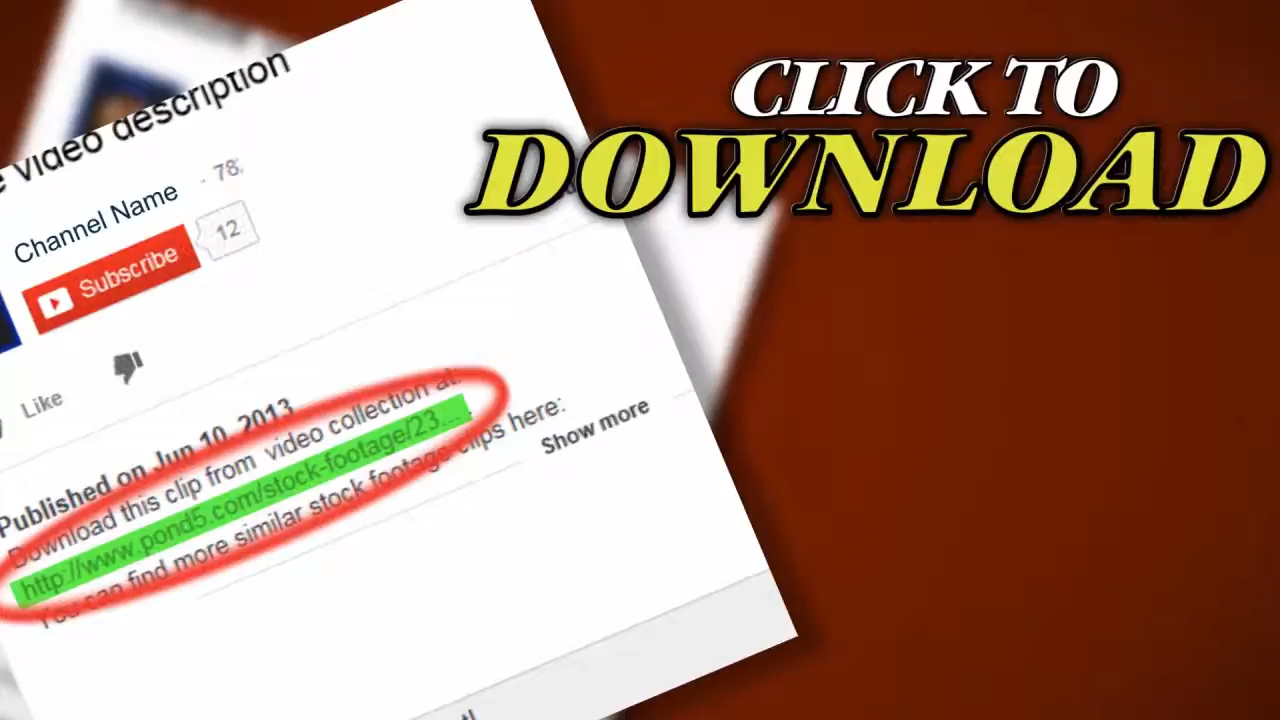 CLICK TO
DOWNLOAD
video description
Channel Name
78
Subscribe
12
Like
Published on Jun 10, 2013
Download this clip from video collection at:
http://www.pond5.com/stock-footage/23...
You can find more similar stock footage clips here:
Show more